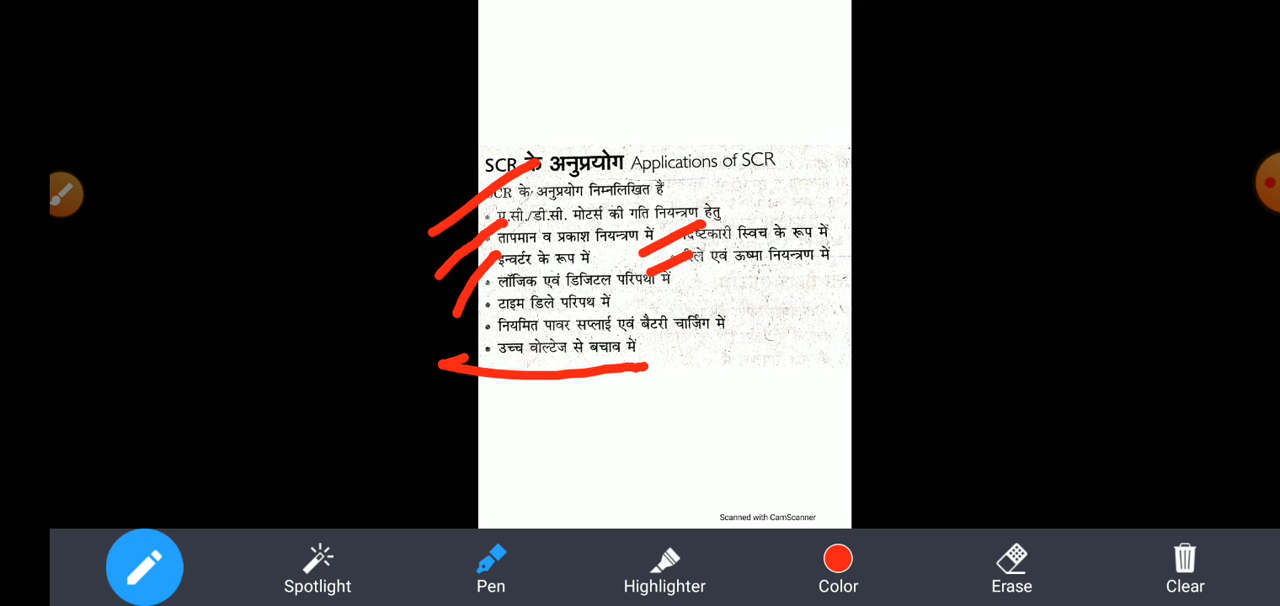 SCR के अनुप्रयोग Applications of SCR
SCR के अनुप्रयोग निम्नलिखित हैं
• ए.सी./डी.सी. मोटर्स की गति नियन्त्रण हेतु
• तापमान व प्रकाश नियन्त्रण में • दिष्टकारी स्विच के रूप में
• इन्वर्टर के रूप में • रिले एवं ऊष्मा नियन्त्रण में
• लॉजिक एवं डिजिटल परिपथों में
• टाइम डिले परिपथ में
• नियमित पावर सप्लाई एवं बैटरी चार्जिंग में
• उच्च वोल्टेज से बचाव में
Scanned with CamScanner
Spotlight Pen Highlighter Color Erase Clear